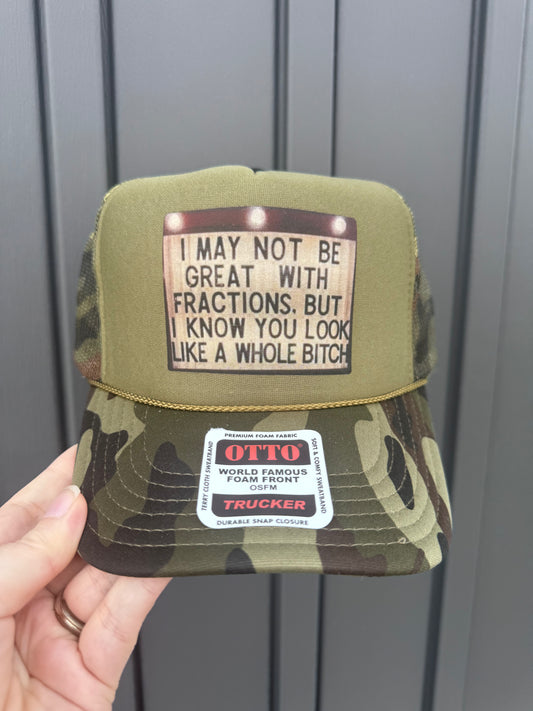 I MAY NOT BE
GREAT WITH
FRACTIONS. BUT
I KNOW YOU LOOK
LIKE A WHOLE BITCH
PREMIUM FOAM FABRIC
TERRY CLOTH SWEATBAND
OTTO
WORLD FAMOUS
FOAM FRONT
OSFM
TRUCKER
SOFT & COMFY SWEATBAND
DURABLE SNAP CLOSURE